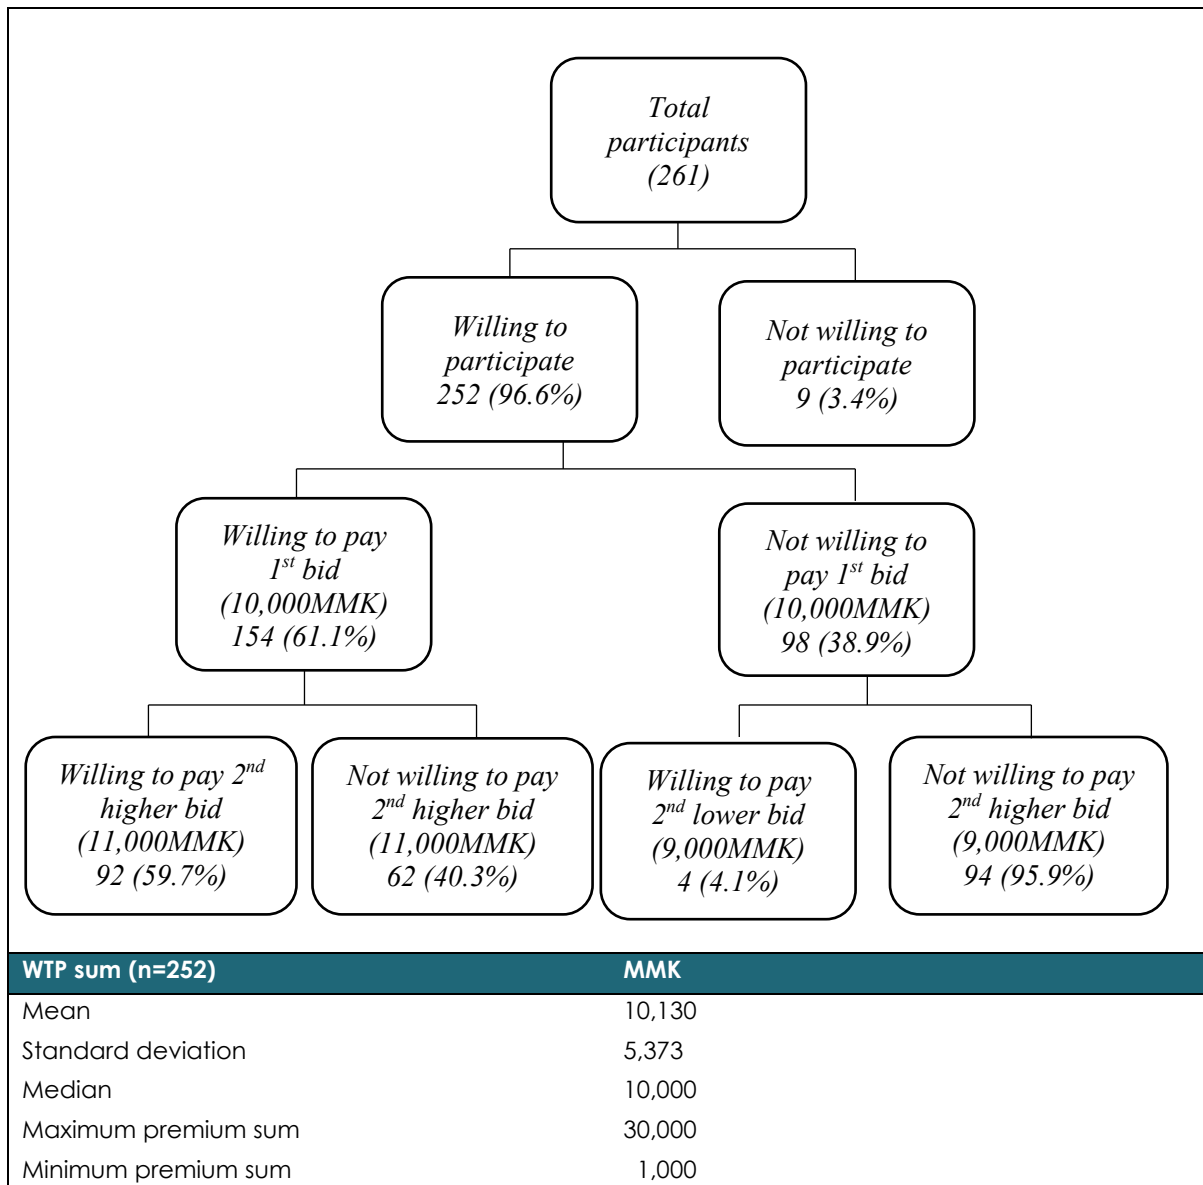 Total
participants
(261)
Willing to
participate
252 (96.6%)
Not willing to
participate
9 (3.4%)
Willing to pay
1st bid
(10,000MMK)
154 (61.1%)
Not willing to
pay 1st bid
(10,000MMK)
98 (38.9%)
Willing to pay 2nd
higher bid
(11,000MMK)
92 (59.7%)
Not willing to pay
2nd higher bid
(11,000MMK)
62 (40.3%)
Willing to pay
2nd lower bid
(9,000MMK)
4 (4.1%)
Not willing to pay
2nd higher bid
(9,000MMK)
94 (95.9%)
WTP sum (n=252) MMK
Mean 10,130
Standard deviation 5,373
Median 10,000
Maximum premium sum 30,000
Minimum premium sum 1,000